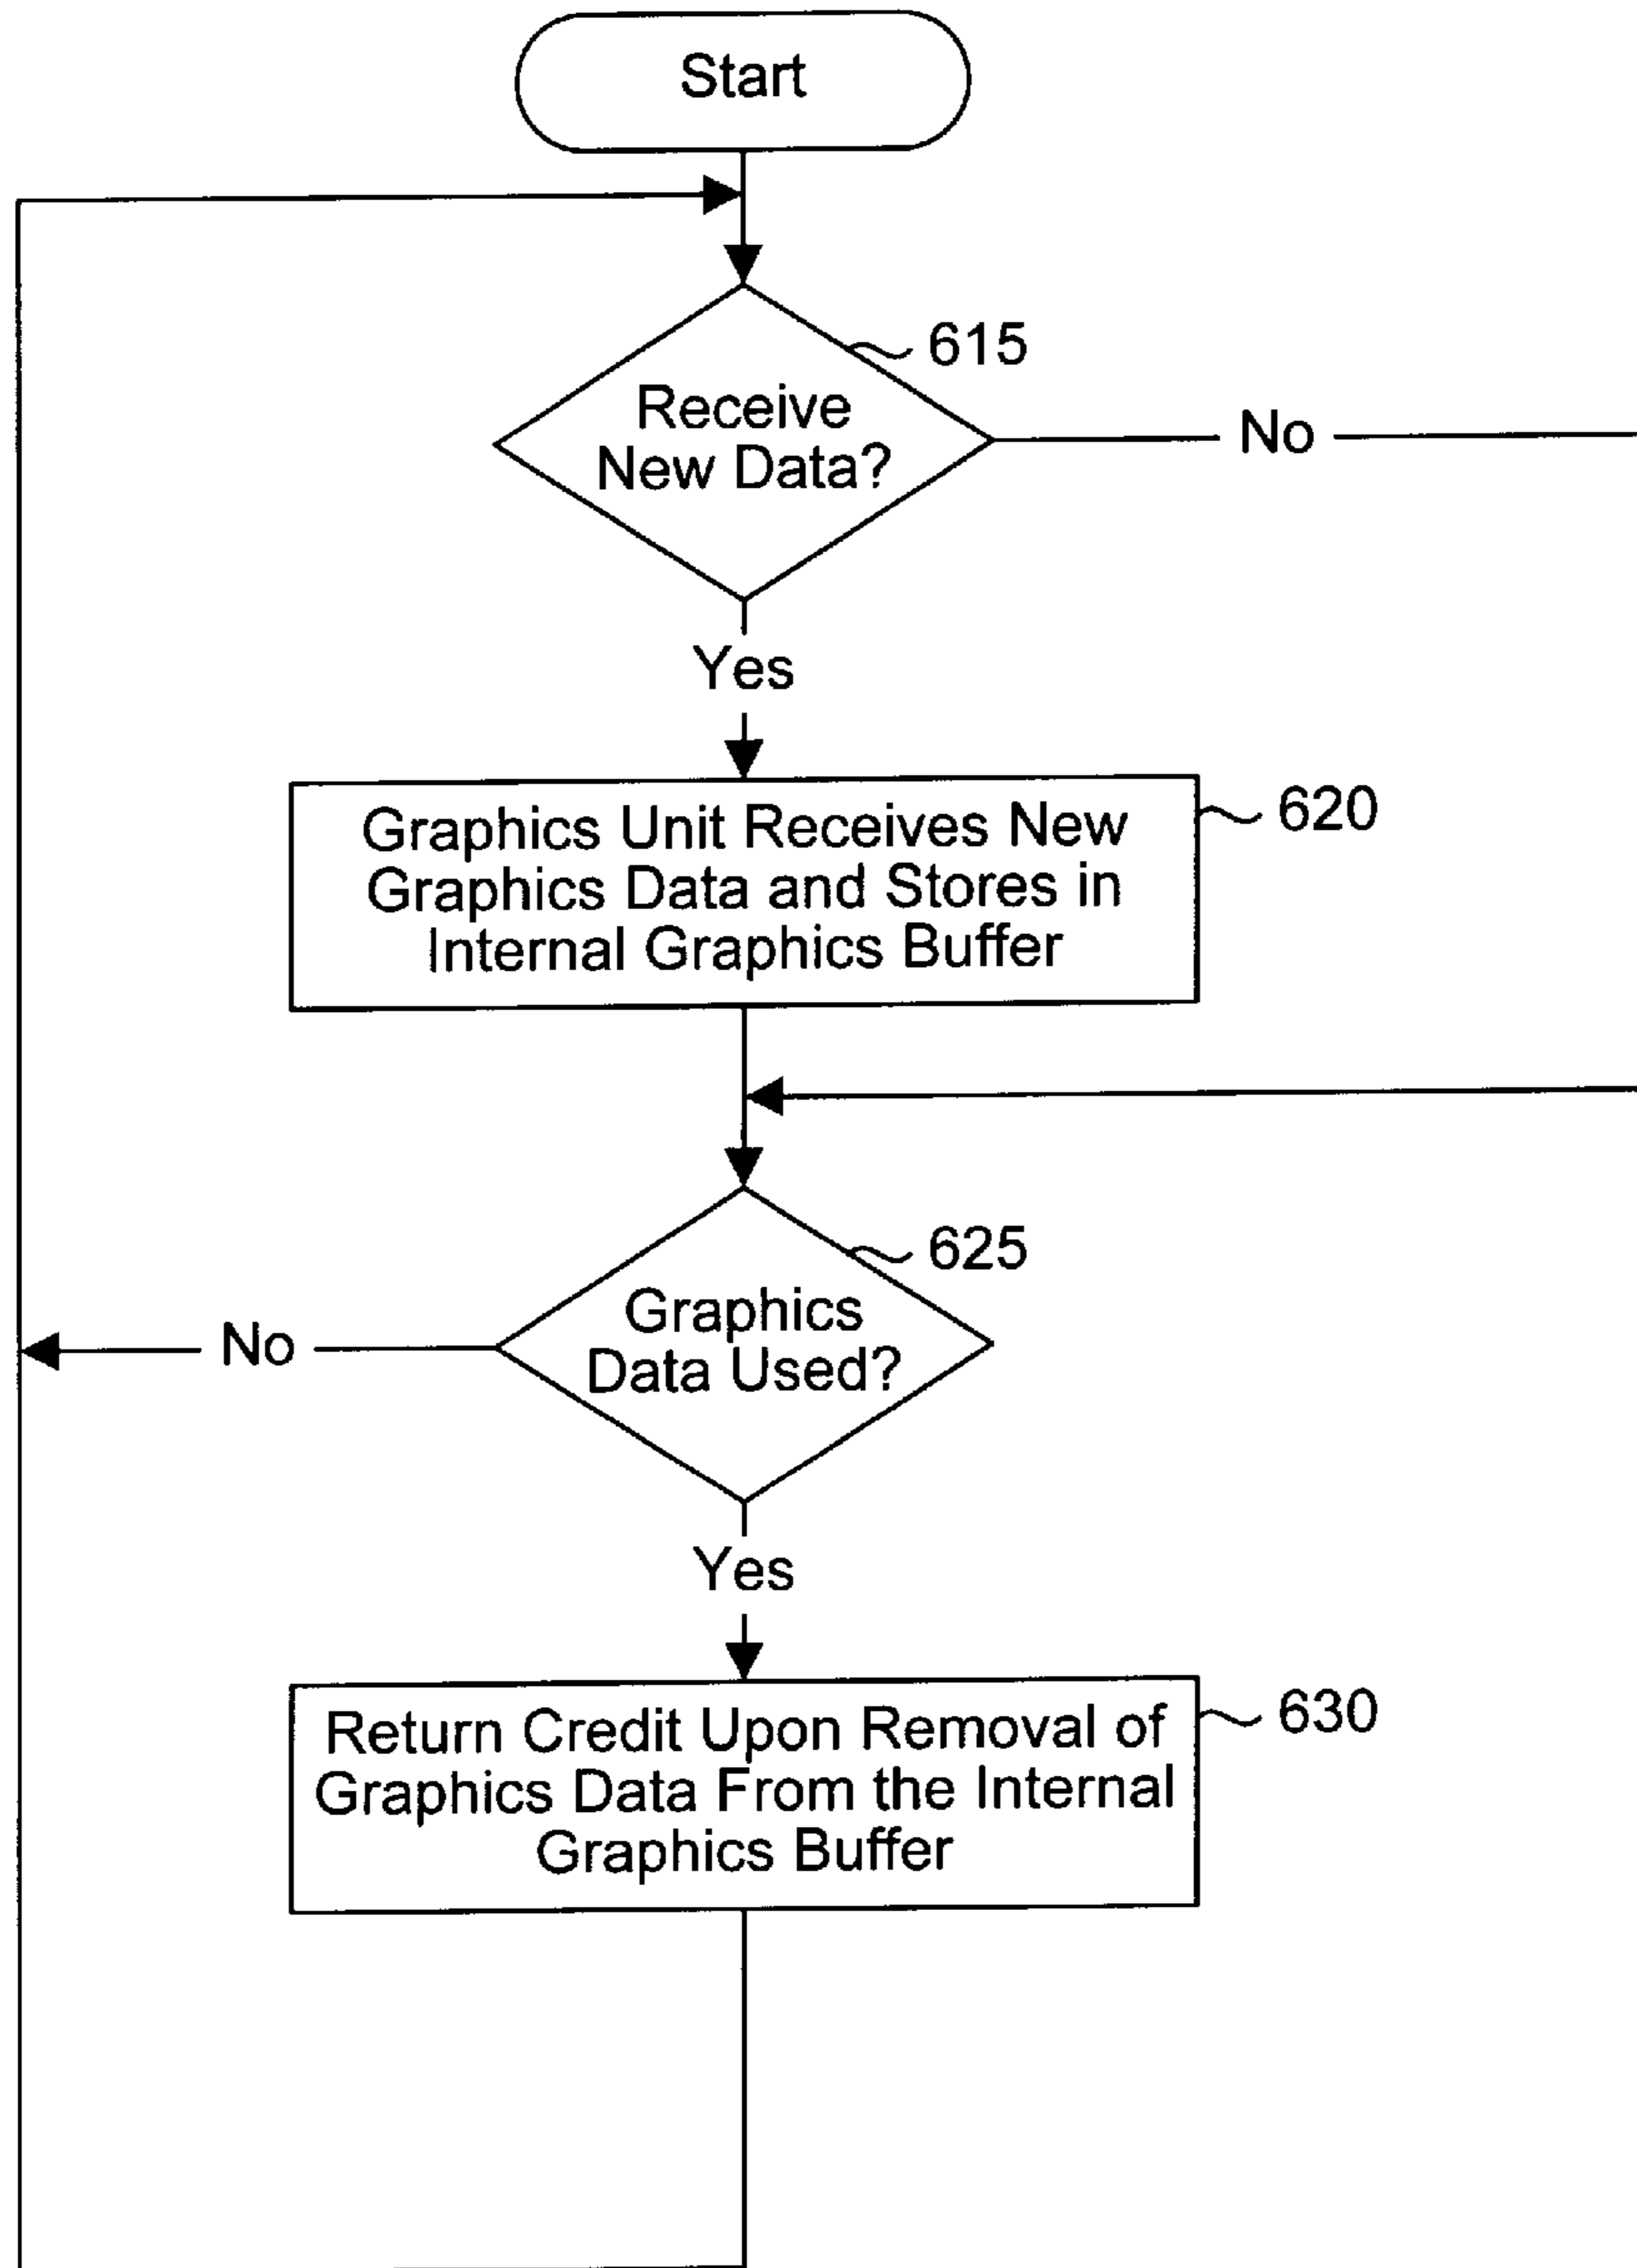 Start
615
Receive
New Data?
No
Yes
620
Graphics Unit Receives New
Graphics Data and Stores in
Internal Graphics Buffer
625
Graphics
Data Used?
No
Yes
630
Return Credit Upon Removal of
Graphics Data From the Internal
Graphics Buffer